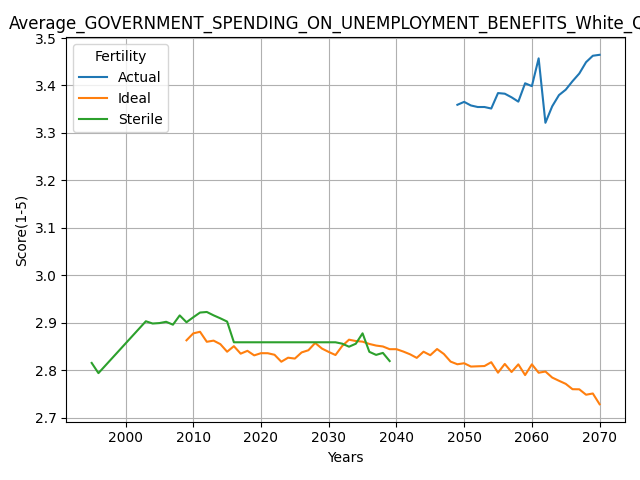 Average_GOVERNMENT_SPENDING_ON_UNEMPLOYMENT_BENEFITS_White_
Fertility
Actual
Ideal
Sterile
Score(1-5)
3.5
3.4
3.3
3.2
3.1
3.0
2.9
2.8
2.7
2000 2010 2020 2030 2040 2050 2060 2070
Years